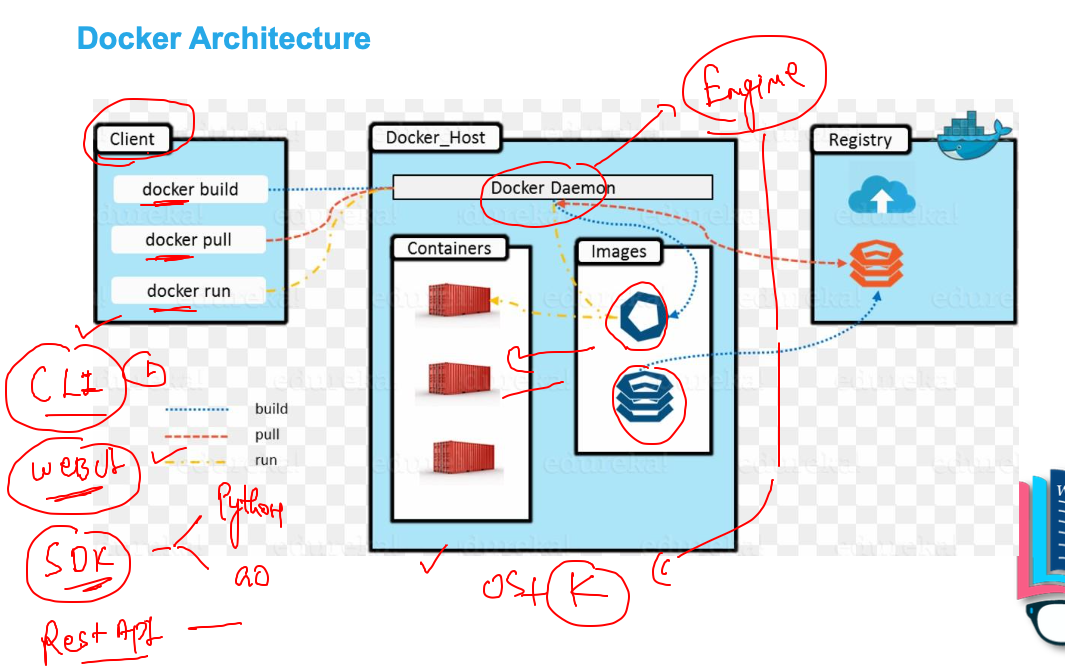 Docker Architecture
Engine
Client
Docker_Host
Registry
docker build
Docker Daemon
docker pull
Containers
Images
docker run
CLI
build
pull
run
WEBUI
Python
SDK
GO
OS+ K
Rest API
edureka!